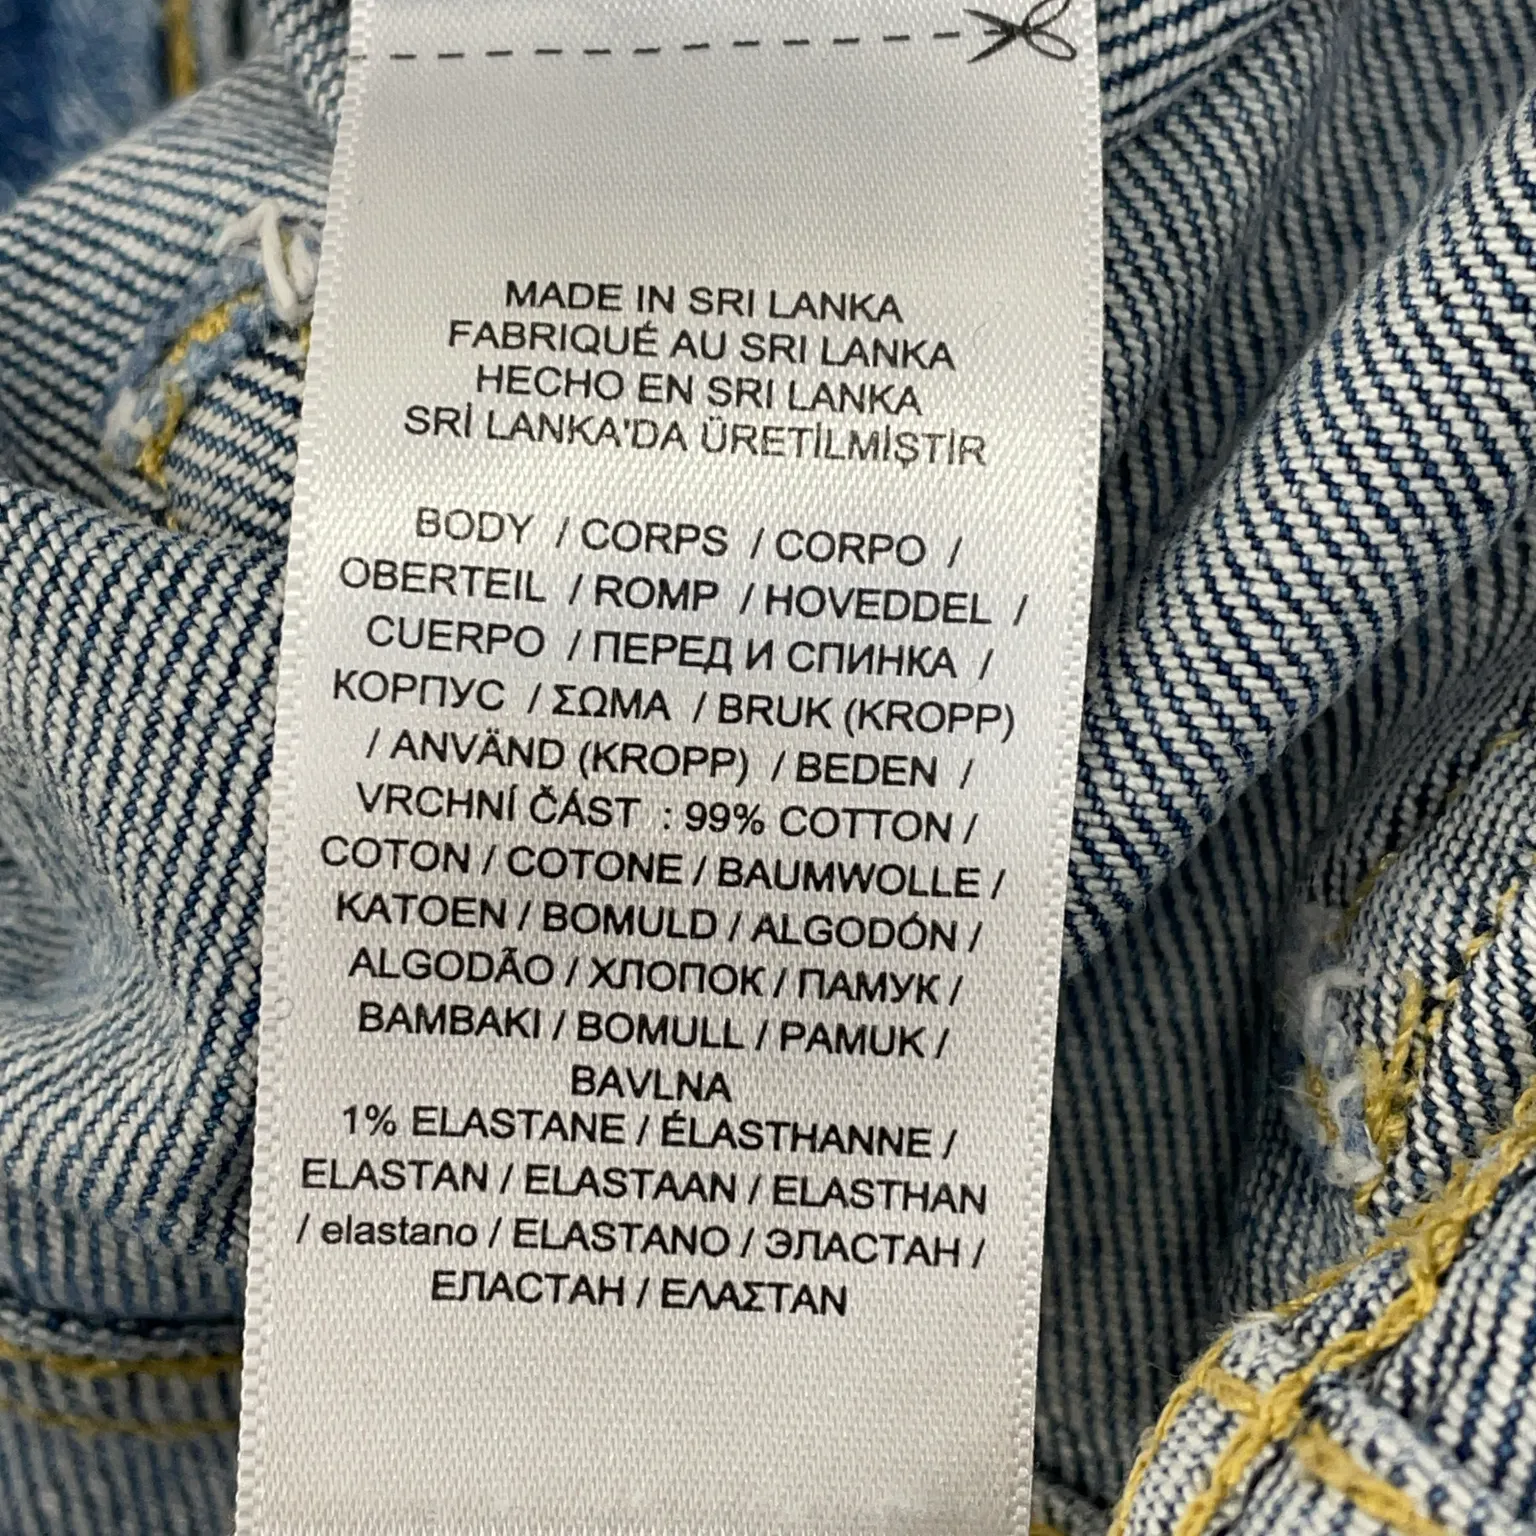 MADE IN SRI LANKA
FABRIQUÉ AU SRI LANKA
HECHO EN SRI LANKA
SRİ LANKA'DA ÜRETİLMİŞTİR
BODY / CORPS / CORPO /
OBERTEIL / ROMP / HOVEDDEL /
CUERPO / ПЕРЕД И СПИНКА /
КОРПУС / ΣΩΜΑ / BRUK (KROPP)
/ ANVÄND (KROPP) / BEDEN /
VRCHNÍ ČÁST : 99% COTTON /
COTON / COTONE / BAUMWOLLE /
KATOEN / BOMULD / ALGODÓN /
ALGODÃO / ХЛОПОК / ПАМУК /
ΒΑΜΒΑΚΙ / BOMULL / PAMUK /
BAVLNA
1% ELASTANE / ÉLASTHANNE /
ELASTAN / ELASTAAN / ELASTHAN
/ elastano / ELASTANO / ЭЛАСТАН /
ЕЛАСТАН / ΕΛΑΣΤΑΝ